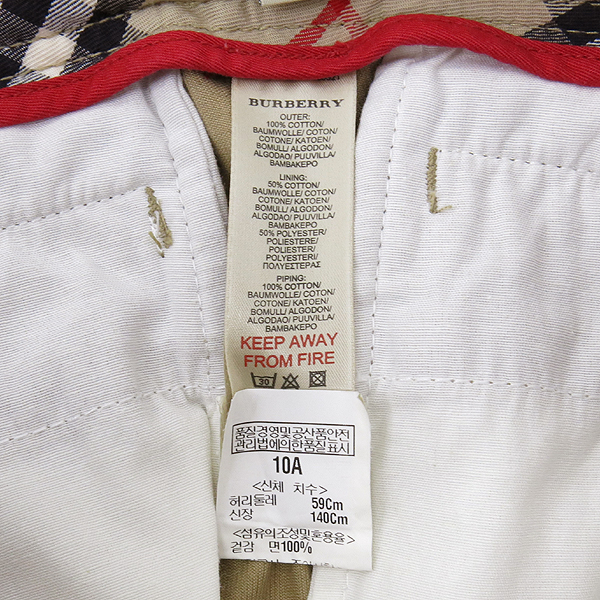 BURBERRY
OUTER:
100% COTTON/
BAUMWOLLE/ COTON/
COTONE/ KATOEN/
BOMULL/ ALGODON/
ALGODAO/ PUUVILLA/
BAMBAKEPO
LINING:
50% COTTON/
BAUMWOLLE/ COTON/
COTONE/ KATOEN/
BOMULL/ ALGODON/
ALGODAO/ PUUVILLA/
BAMBAKEPO
50% POLYESTER/
POLIESTERE/
POLIESTER/
POLYESTERI/
ΠΟΛΥΕΣΤΕΡΑΣ
PIPING:
100% COTTON/
BAUMWOLLE/ COTON/
COTONE/ KATOEN/
BOMULL/ ALGODON/
ALGODAO/ PUUVILLA/
BAMBAKEPO
KEEP AWAY
FROM FIRE
30
품질경영및공산품안전
관리법에의한품질표시
10A
<신체 치수>
허리둘레 59Cm
신장 140Cm
<섬유의조성및혼용율>
겉감 면100%